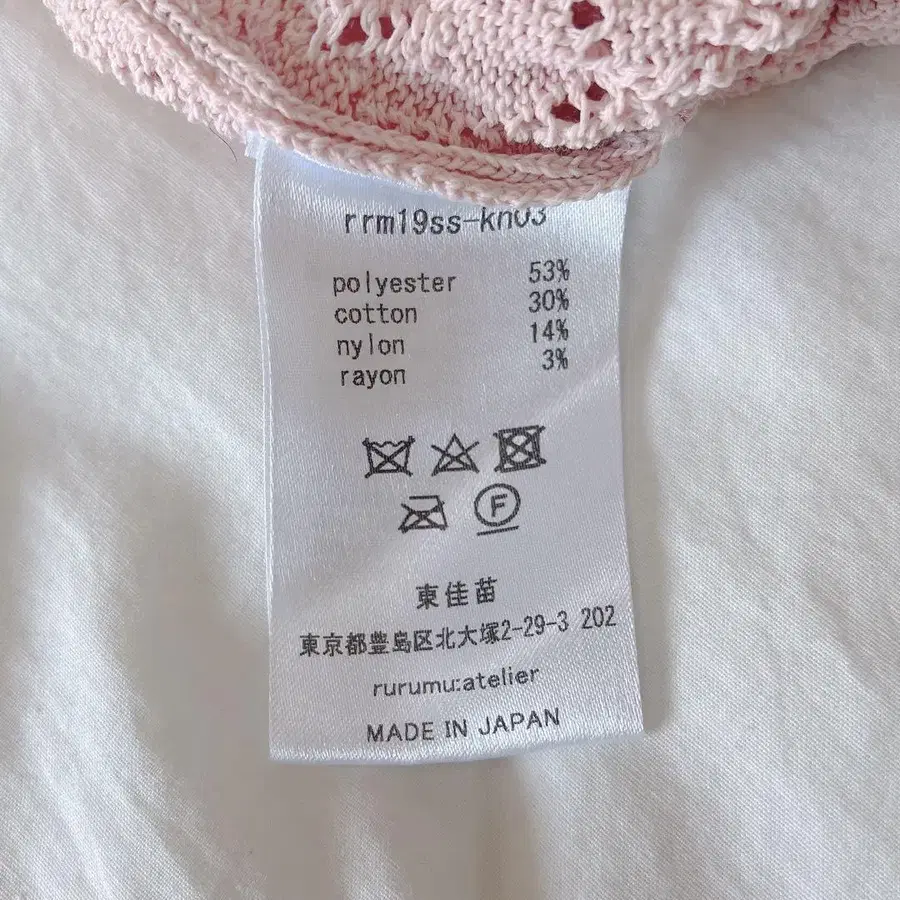 rrm19ss-kn03
polyester 53%
cotton 30%
nylon 14%
rayon 3%
F
東佳苗
東京都豊島区北大塚2-29-3 202
rurumu:atelier
MADE IN JAPAN